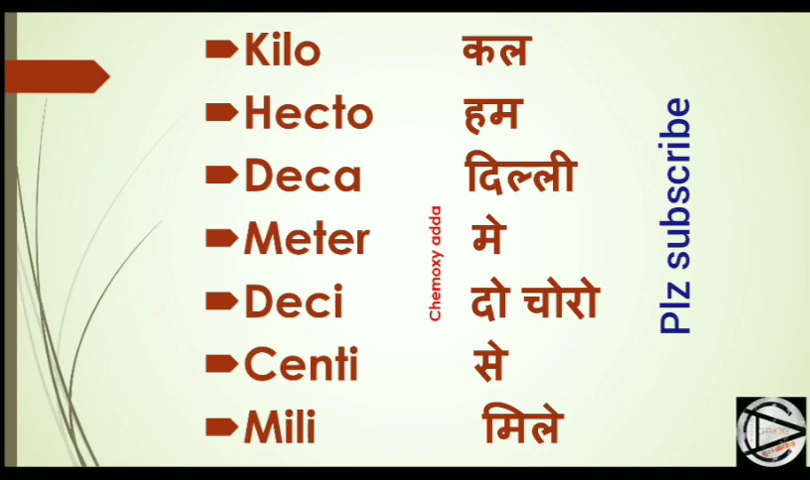 Kilo कल
Hecto हम
Deca दिल्ली
Meter मे
Deci दो चोरो
Centi से
Mili मिले
Chemoxy adda
Plz subscribe